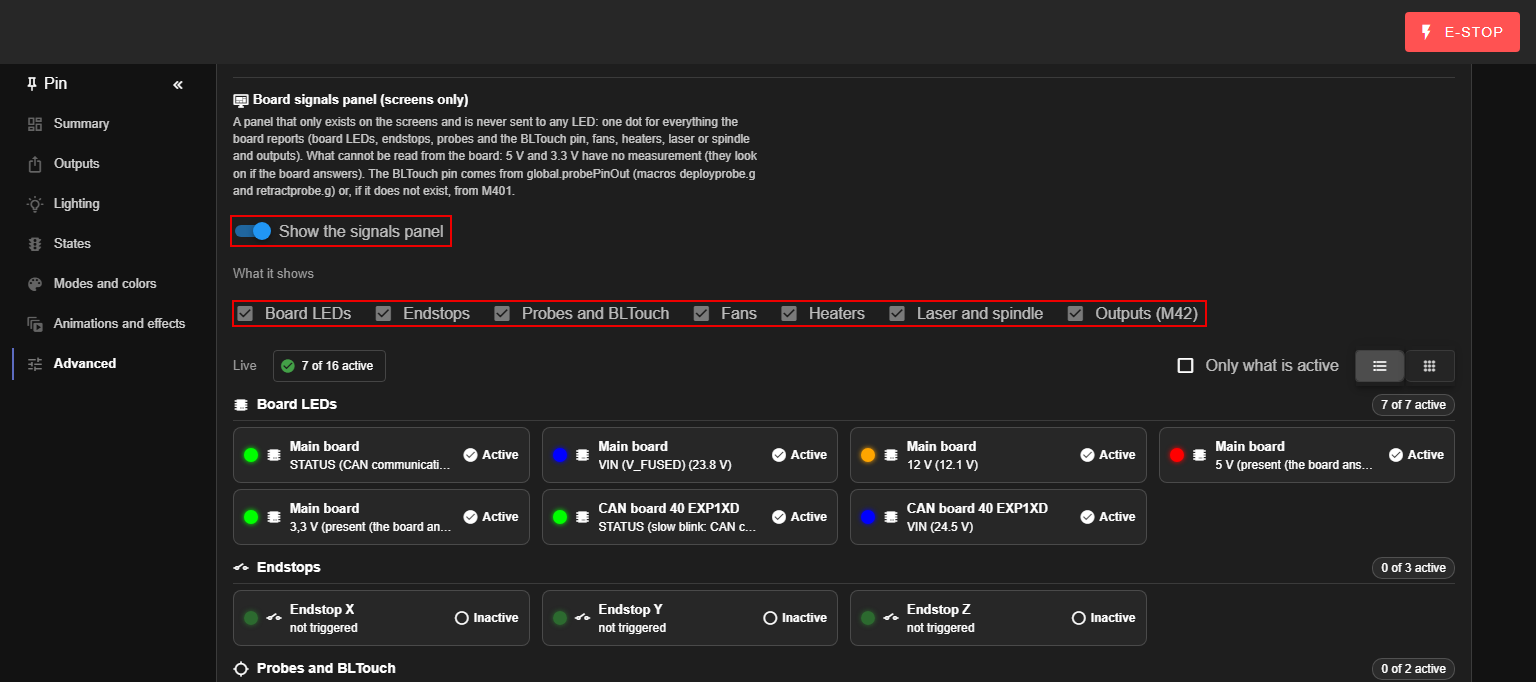 E-STOP
Pin
Summary
Outputs
Lighting
States
Modes and colors
Animations and effects
Advanced
Board signals panel (screens only)
A panel that only exists on the screens and is never sent to any LED: one dot for everything the
board reports (board LEDs, endstops, probes and the BLTouch pin, fans, heaters, laser or spindle
and outputs). What cannot be read from the board: 5 V and 3.3 V have no measurement (they look
on if the board answers). The BLTouch pin comes from global.probePinOut (macros deployprobe.g
and retractprobe.g) or, if it does not exist, from M401.
Show the signals panel
What it shows
Board LEDs Endstops Probes and BLTouch Fans Heaters Laser and spindle Outputs (M42)
Live 7 of 16 active Only what is active
Board LEDs 7 of 7 active
Main board
STATUS (CAN communicati...
Active
Main board
VIN (V_FUSED) (23.8 V)
Active
Main board
12 V (12.1 V)
Active
Main board
5 V (present (the board ans...
Active
Main board
3,3 V (present (the board an...
Active
CAN board 40 EXP1XD
STATUS (slow blink: CAN c...
Active
CAN board 40 EXP1XD
VIN (24.5 V)
Active
Endstops 0 of 3 active
Endstop X
not triggered
Inactive
Endstop Y
not triggered
Inactive
Endstop Z
not triggered
Inactive
Probes and BLTouch 0 of 2 active